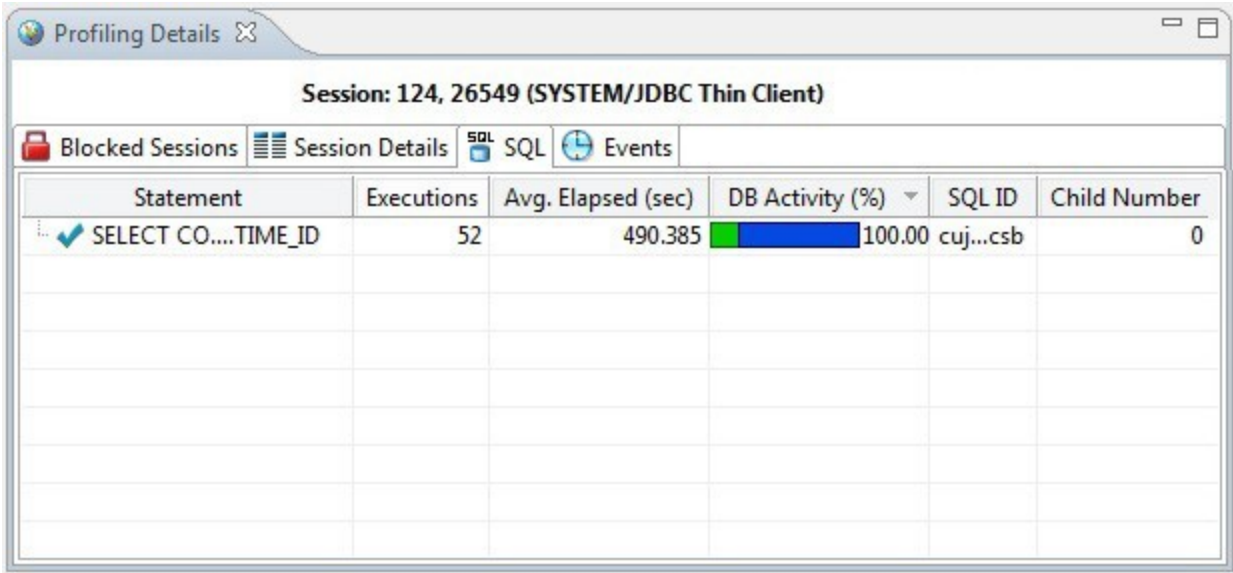 Profiling Details
Session: 124, 26549 (SYSTEM/JDBC Thin Client)
Blocked Sessions Session Details SQL SQL Events
Statement Executions Avg. Elapsed (sec) DB Activity (%) SQL ID Child Number
SELECT CO....TIME_ID 52 490.385 100.00 cuj...csb 0